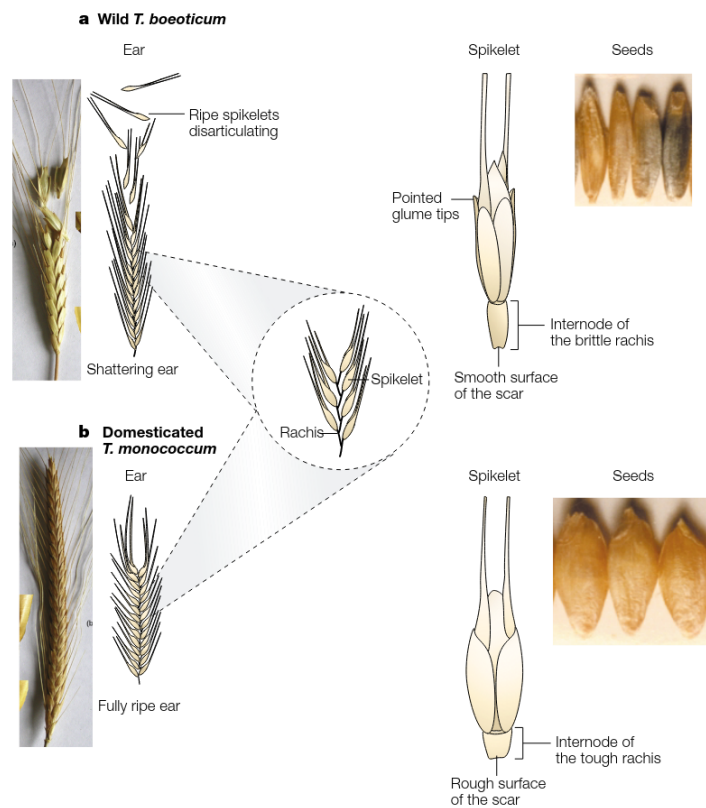 a Wild T. boeoticum
Ear
Spikelet
Seeds
Ripe spikelets
disarticulating
Pointed
glume tips
Internode of
the brittle rachis
Shattering ear
Smooth surface
of the scar
Spikelet
Rachis
b Domesticated
T. monococcum
Ear
Spikelet
Seeds
(b
Fully ripe ear
Internode of
the tough rachis
Rough surface
of the scar